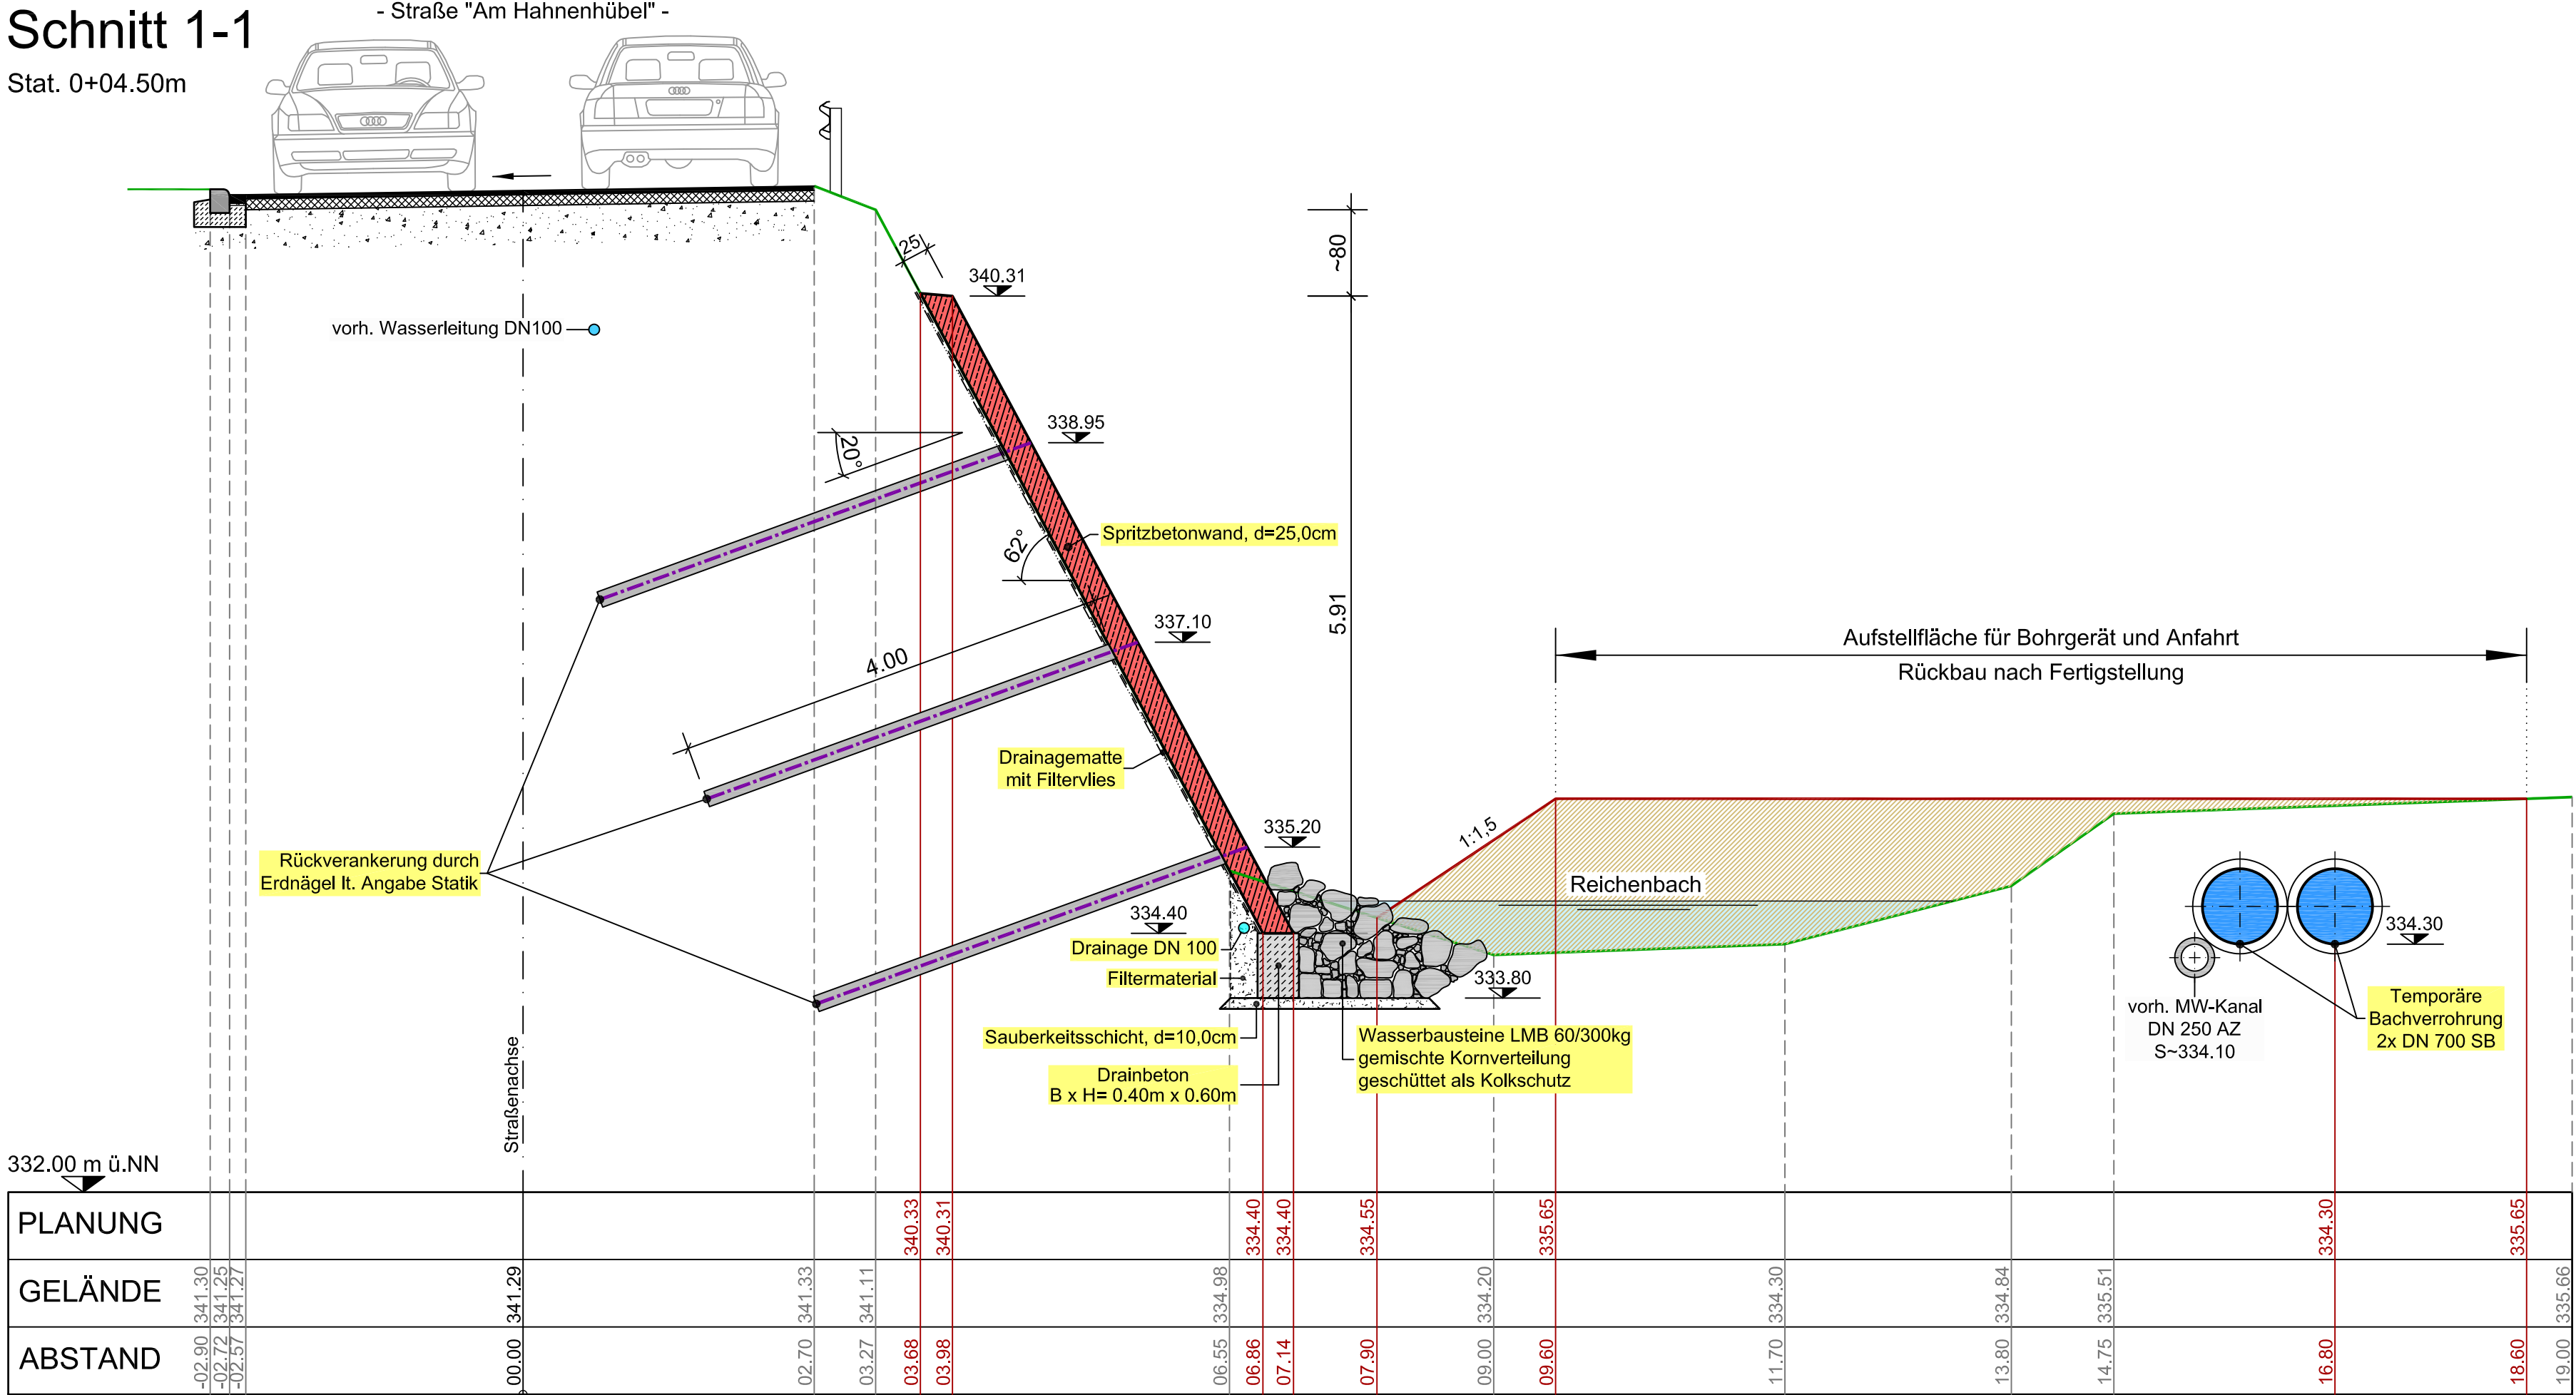 Schnitt 1-1
- Straße "Am Hahnenhübel" -
Stat. 0+04.50m
25
340.31
~80
vorh. Wasserleitung DN100
338.95
20°
Spritzbetonwand, d=25,0cm
62°
5.91
337.10
4.00
Aufstellfläche für Bohrgerät und Anfahrt
Rückbau nach Fertigstellung
Drainagematte
mit Filtervlies
335.20
1:1,5
Rückverankerung durch
Erdnägel lt. Angabe Statik
Reichenbach
334.40
Drainage DN 100
Filtermaterial
333.80
334.30
vorh. MW-Kanal
DN 250 AZ
S~334.10
Temporäre
Bachverrohrung
2x DN 700 SB
Sauberkeitsschicht, d=10,0cm
Drainbeton
B x H= 0.40m x 0.60m
Wasserbausteine LMB 60/300kg
gemischte Kornverteilung
geschüttet als Kolkschutz
Straßenachse
332.00 m ü.NN
PLANUNG 340.33 340.31 334.40 334.40 334.55 335.65 334.30 335.65
GELÄNDE 341.30 341.25 341.27 341.29 341.33 341.11 334.98 334.20 334.30 334.84 335.51 335.66
ABSTAND -02.90 -02.72 -02.57 00.00 02.70 03.27 03.68 03.98 06.55 06.86 07.14 07.90 09.00 09.60 11.70 13.80 14.75 16.80 18.60 19.00